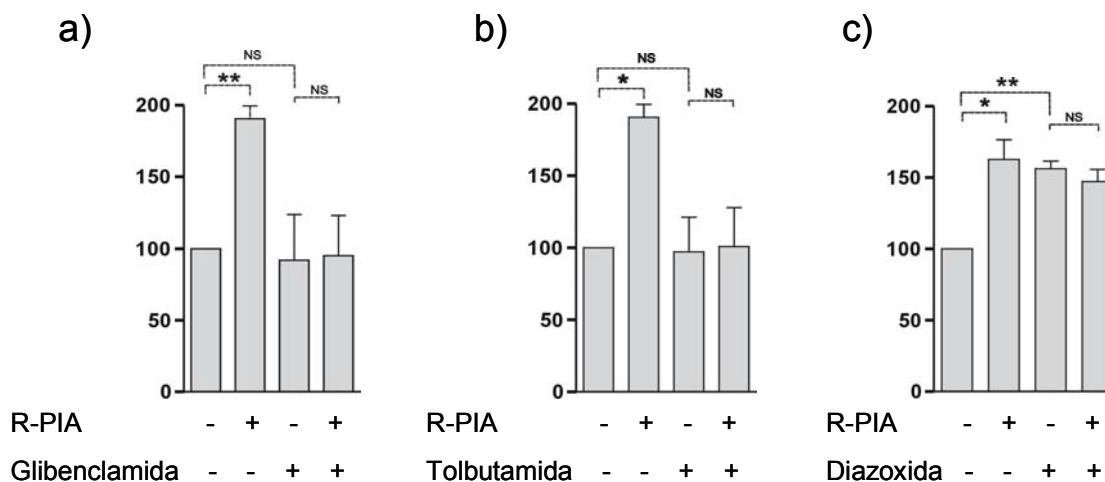 a)
NS
**
NS
200
150
100
50
0
R-PIA - + - +
Glibenclamida - - + +
b)
NS
*
NS
200
150
100
50
0
R-PIA - + - +
Tolbutamida - - + +
c)
**
*
NS
200
150
100
50
0
R-PIA - + - +
Diazoxida - - + +